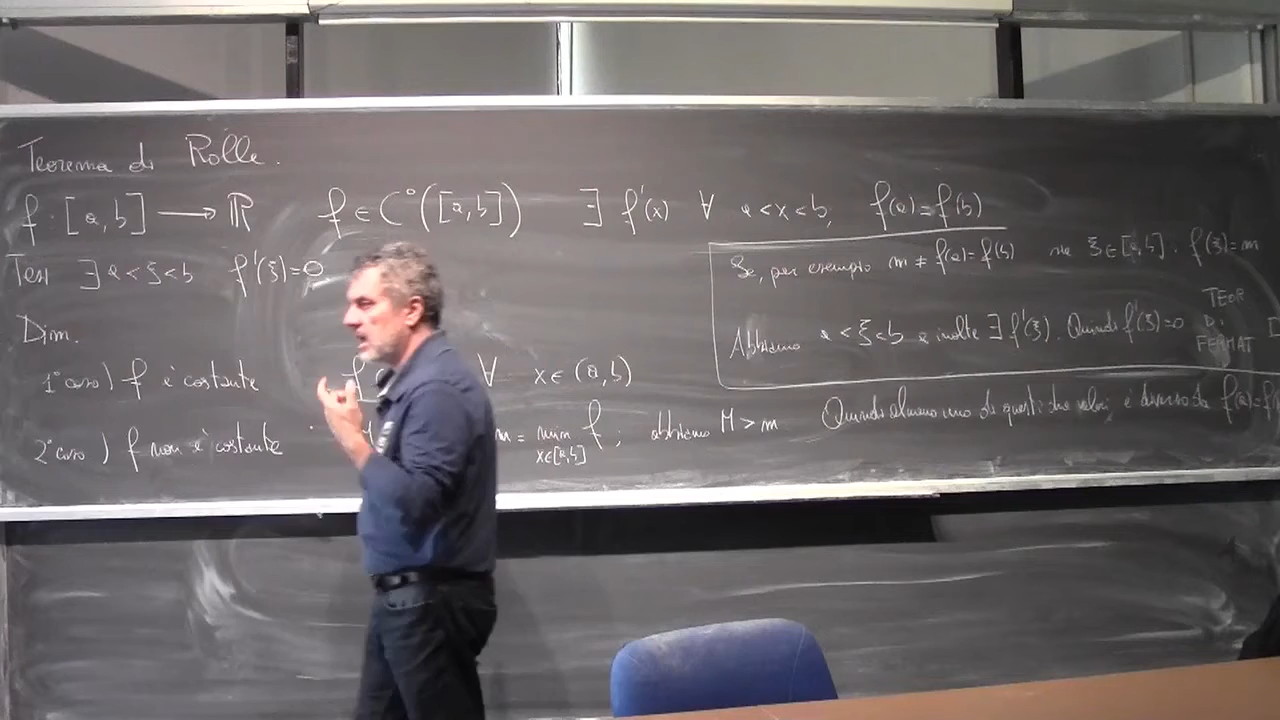 Teorema di Rolle.
f : [a, b] → ℝ f ∈ C⁰([a, b]) ∃ f'(x) ∀ a < x < b, f(a) = f(b)
Tesi ∃ a < ξ < b f'(ξ) = 0
Se, per esempio m ≠ f(a) = f(b) ξ ∈ [a, b]. f(ξ) = m
Dim.
Abbiamo a < ξ < b e inoltre ∃ f'(ξ). Quindi f'(ξ) = 0 TEOR DI FERMAT
1° caso) f è costante f ∀ x ∈ (a, b)
2° caso) f non è costante m = min f ; abbiamo M > m Quindi almeno uno di questi due valori è diverso da f(a) = f
x ∈ [a, b]